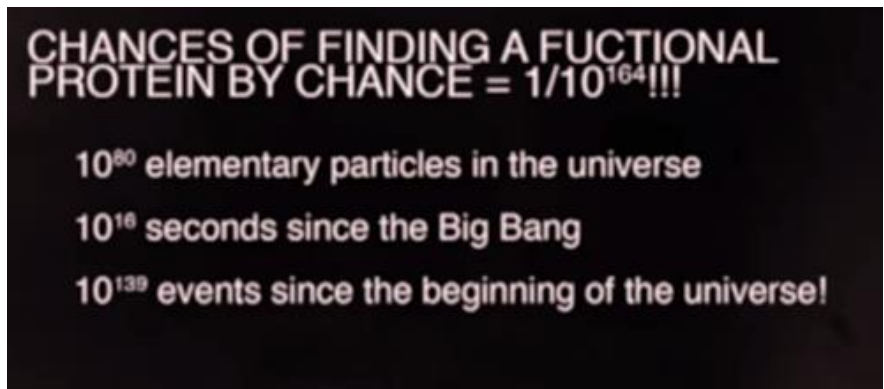 CHANCES OF FINDING A FUCTIONAL
PROTEIN BY CHANCE = 1/10¹⁶⁴!!!
10⁸⁰ elementary particles in the universe
10¹⁶ seconds since the Big Bang
10¹³⁹ events since the beginning of the universe!